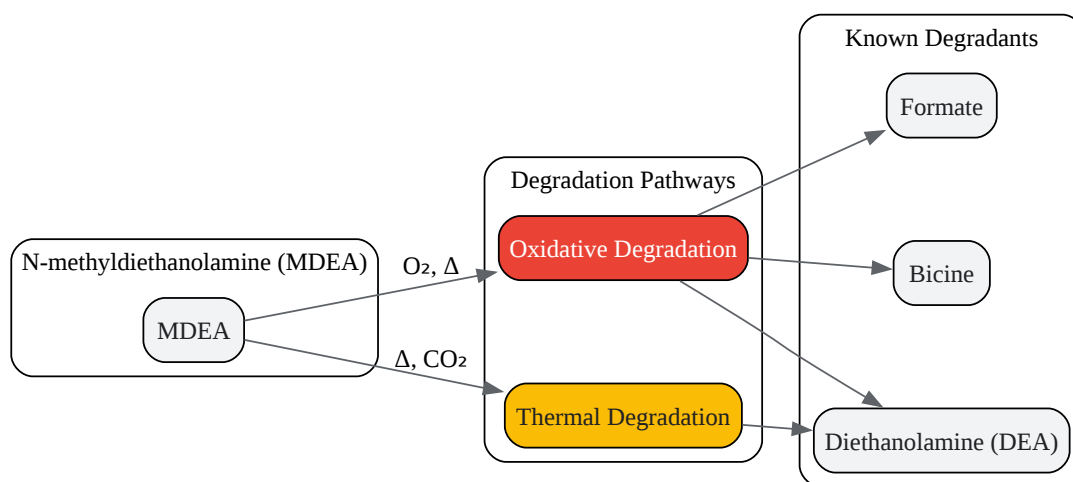 N-methyldiethanolamine (MDEA)
MDEA
O₂, Δ
Δ, CO₂
Degradation Pathways
Oxidative Degradation
Thermal Degradation
Known Degradants
Formate
Bicine
Diethanolamine (DEA)